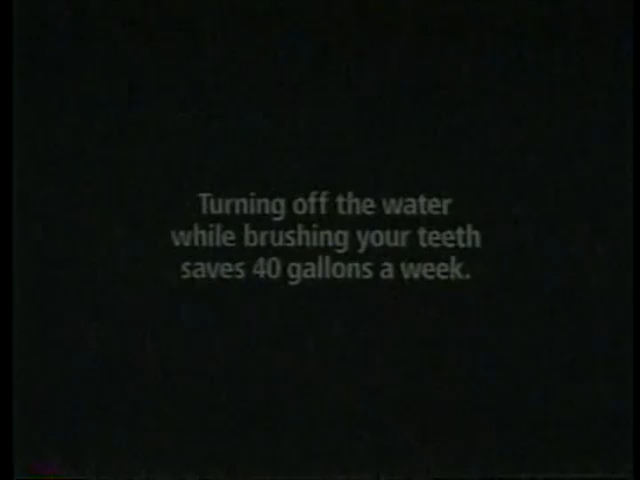 Turning off the water
while brushing your teeth
saves 40 gallons a week.